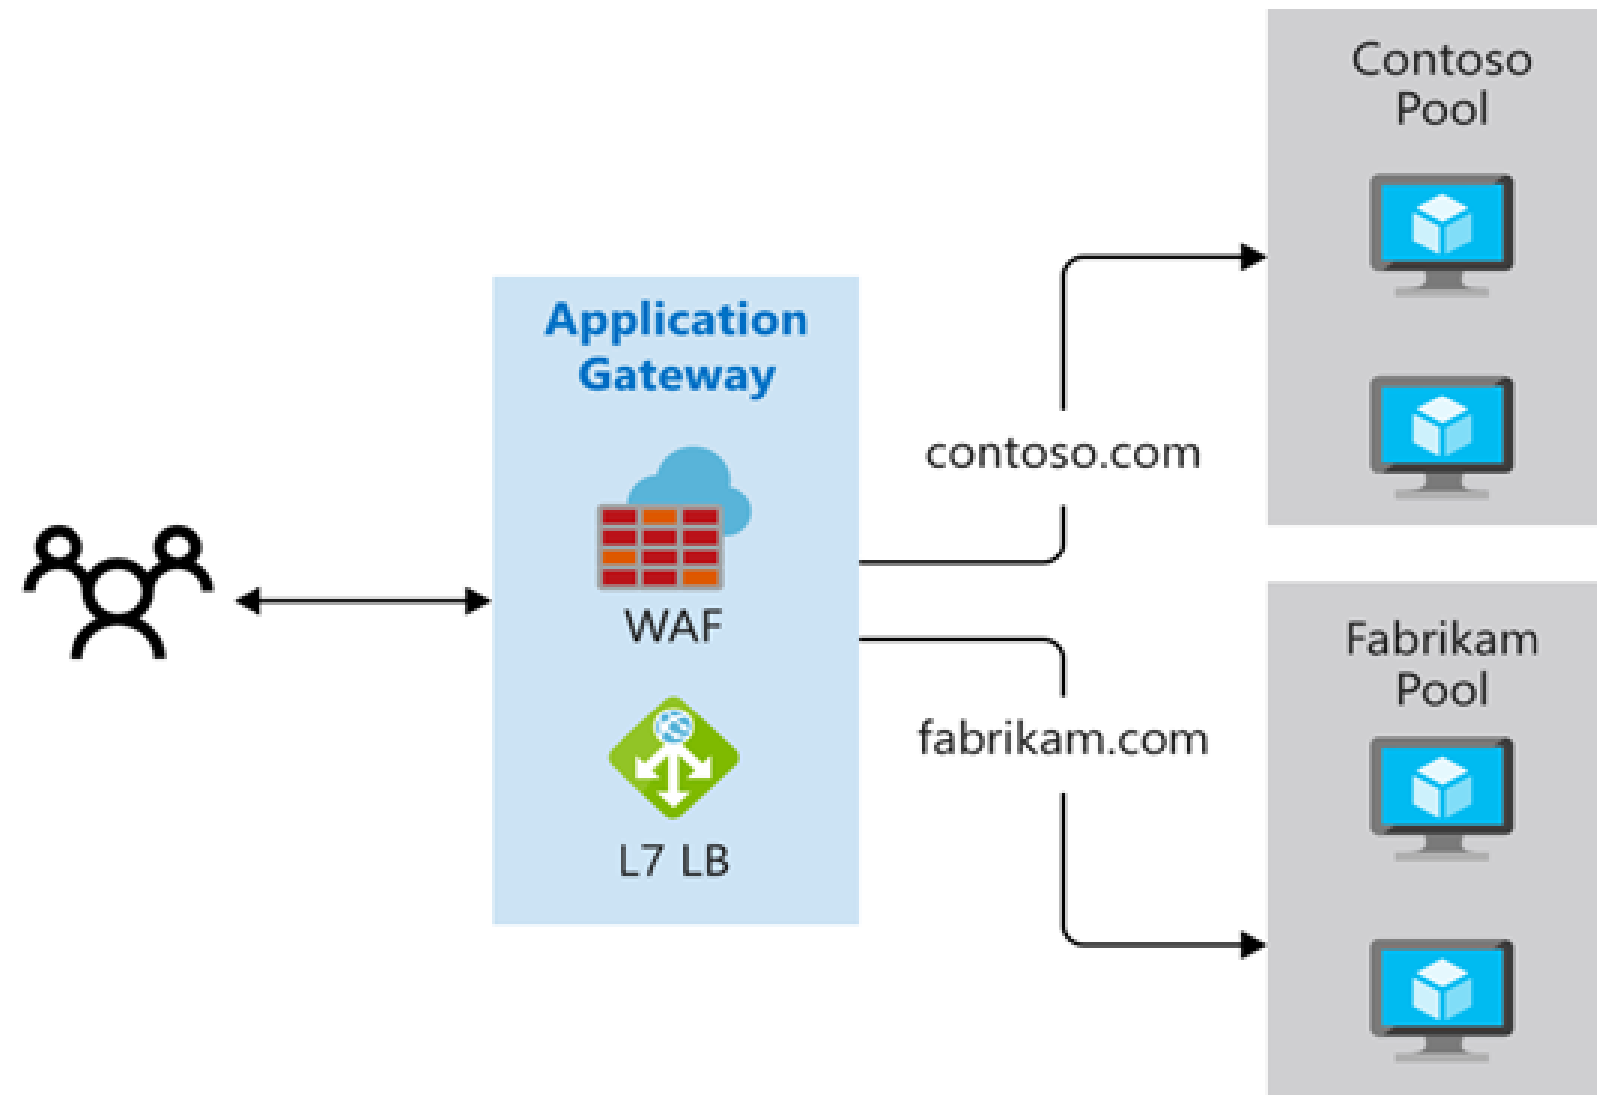 Application
Gateway
WAF
L7 LB
contoso.com
fabrikam.com
Contoso
Pool
Fabrikam
Pool